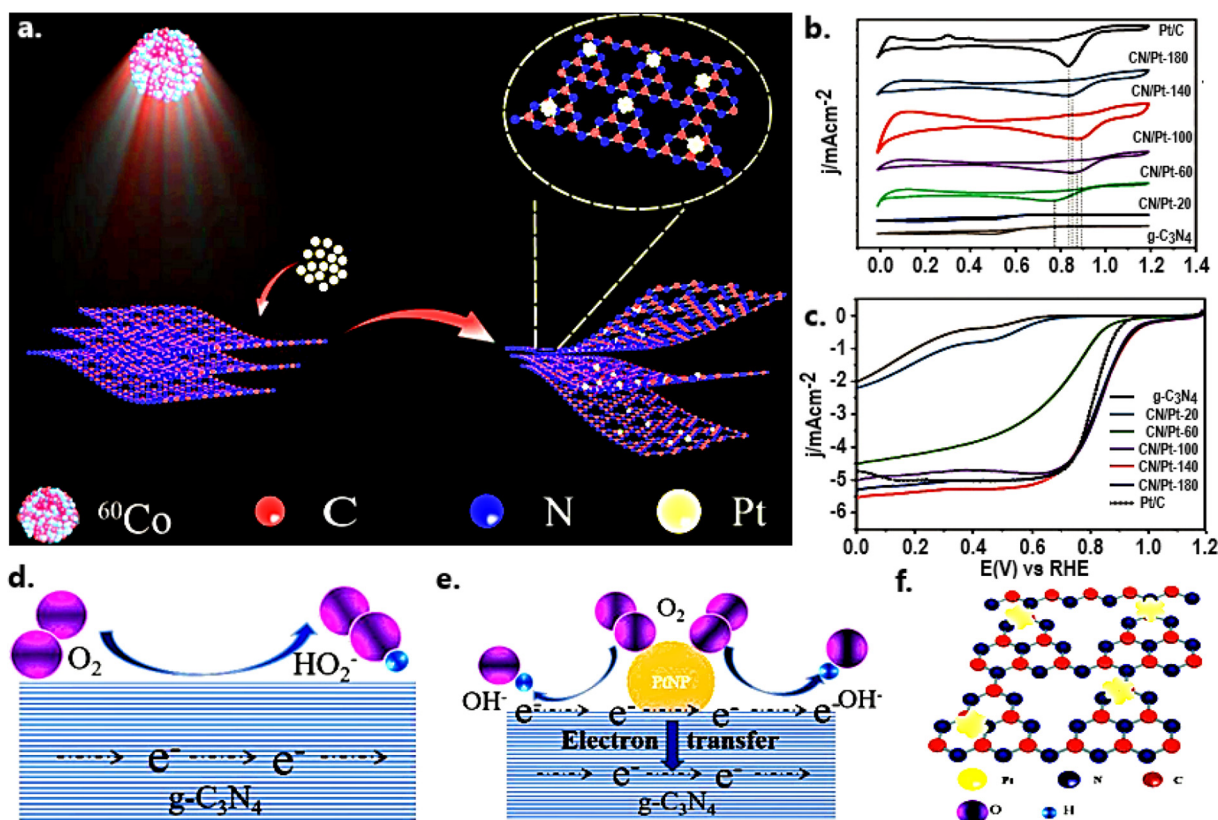 a.
⁶⁰Co
C
N
Pt
b.
j/mAcm-2
Pt/C
CN/Pt-180
CN/Pt-140
CN/Pt-100
CN/Pt-60
CN/Pt-20
g-C₃N₄
0.0 0.2 0.4 0.6 0.8 1.0 1.2 1.4
c.
j/mAcm-2
0
-1
-2
-3
-4
-5
-6
g-C₃N₄
CN/Pt-20
CN/Pt-60
CN/Pt-100
CN/Pt-140
CN/Pt-180
Pt/C
0.0 0.2 0.4 0.6 0.8 1.0 1.2
E(V) vs RHE
d.
O₂
HO₂⁻
e⁻ e⁻
g-C₃N₄
e.
O₂
PtNP
OH⁻
OH⁻
e⁻ e⁻ e⁻ e⁻
Electron transfer
e⁻ e⁻
g-C₃N₄
f.
Pt N C
O H